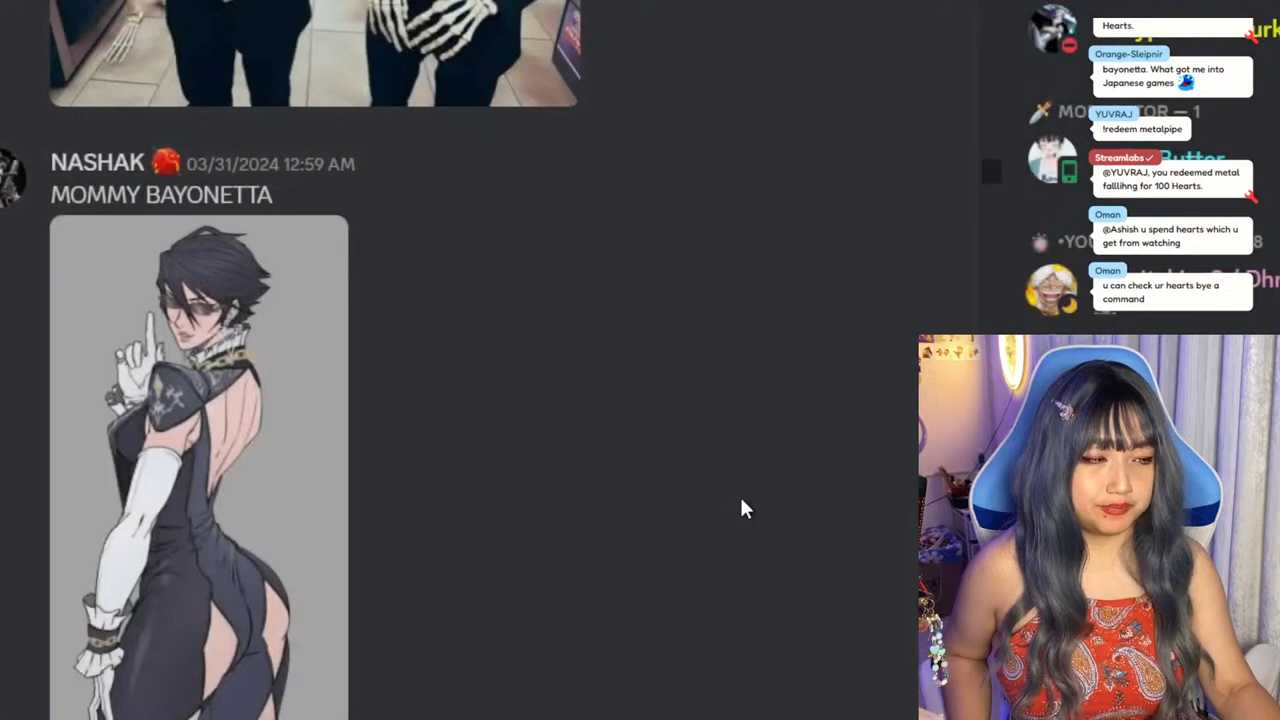 NASHAK 03/31/2024 12:59 AM
MOMMY BAYONETTA
Hearts.
Orange-Sleipnir
bayonetta. What got me into
Japanese games
YUVRAJ
!redeem metalpipe
Streamlabs
@YUVRAJ, you redeemed metal
falllihng for 100 Hearts.
Oman
@Ashish u spend hearts which u
get from watching
Oman
u can check ur hearts bye a
command